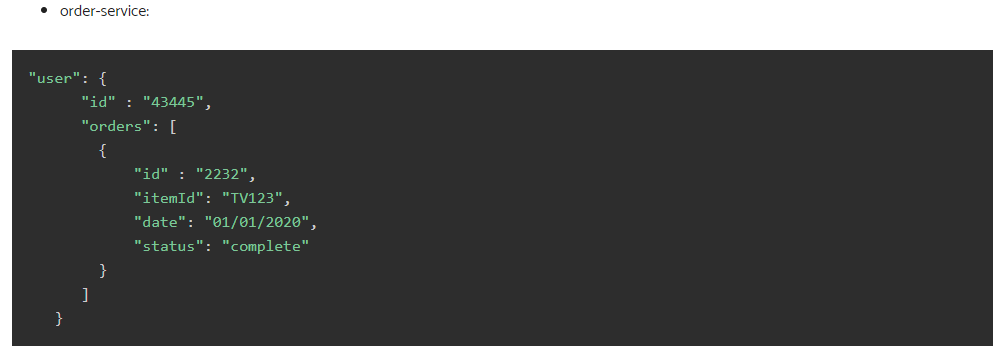 • order-service:
"user": {
"id" : "43445",
"orders": [
{
"id" : "2232",
"itemId": "TV123",
"date": "01/01/2020",
"status": "complete"
}
]
}